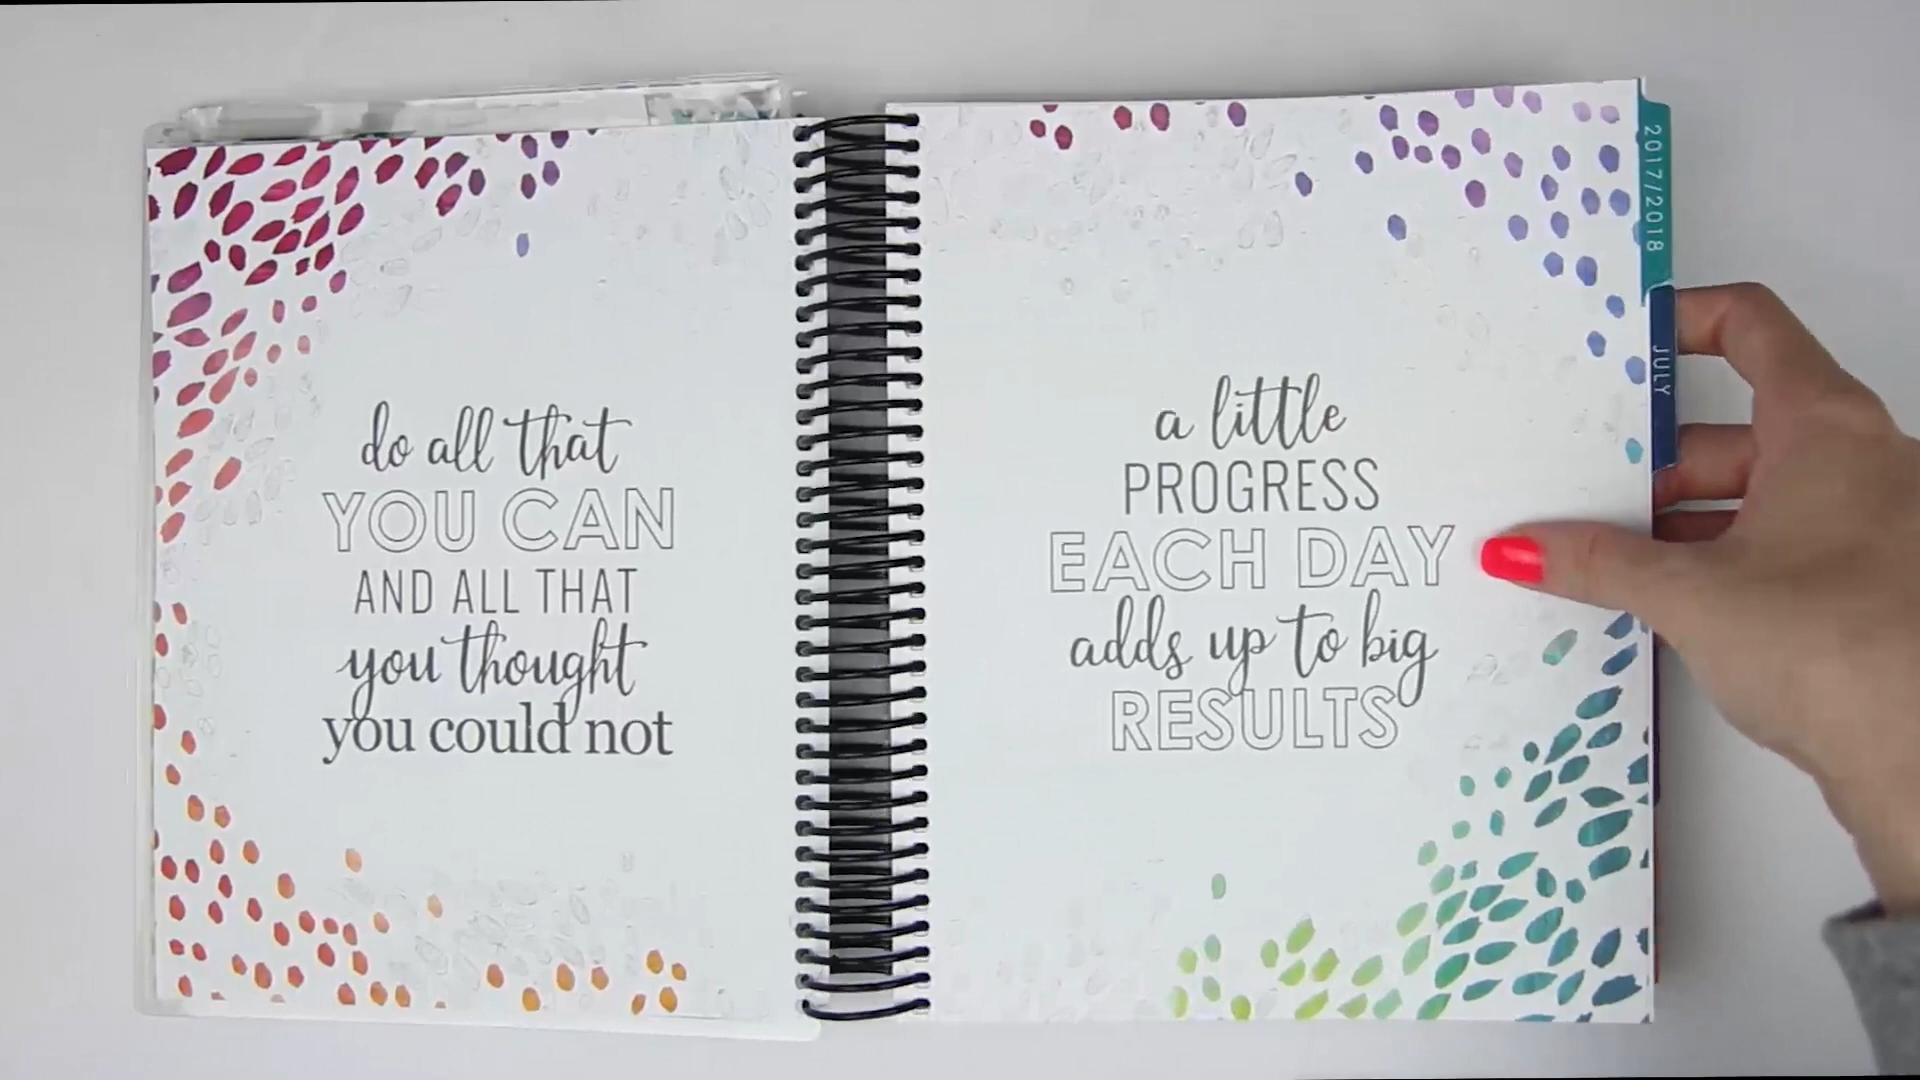 do all that
YOU CAN
AND ALL THAT
you thought
you could not
a little
PROGRESS
EACH DAY
adds up to big
RESULTS
2017/2018
JULY